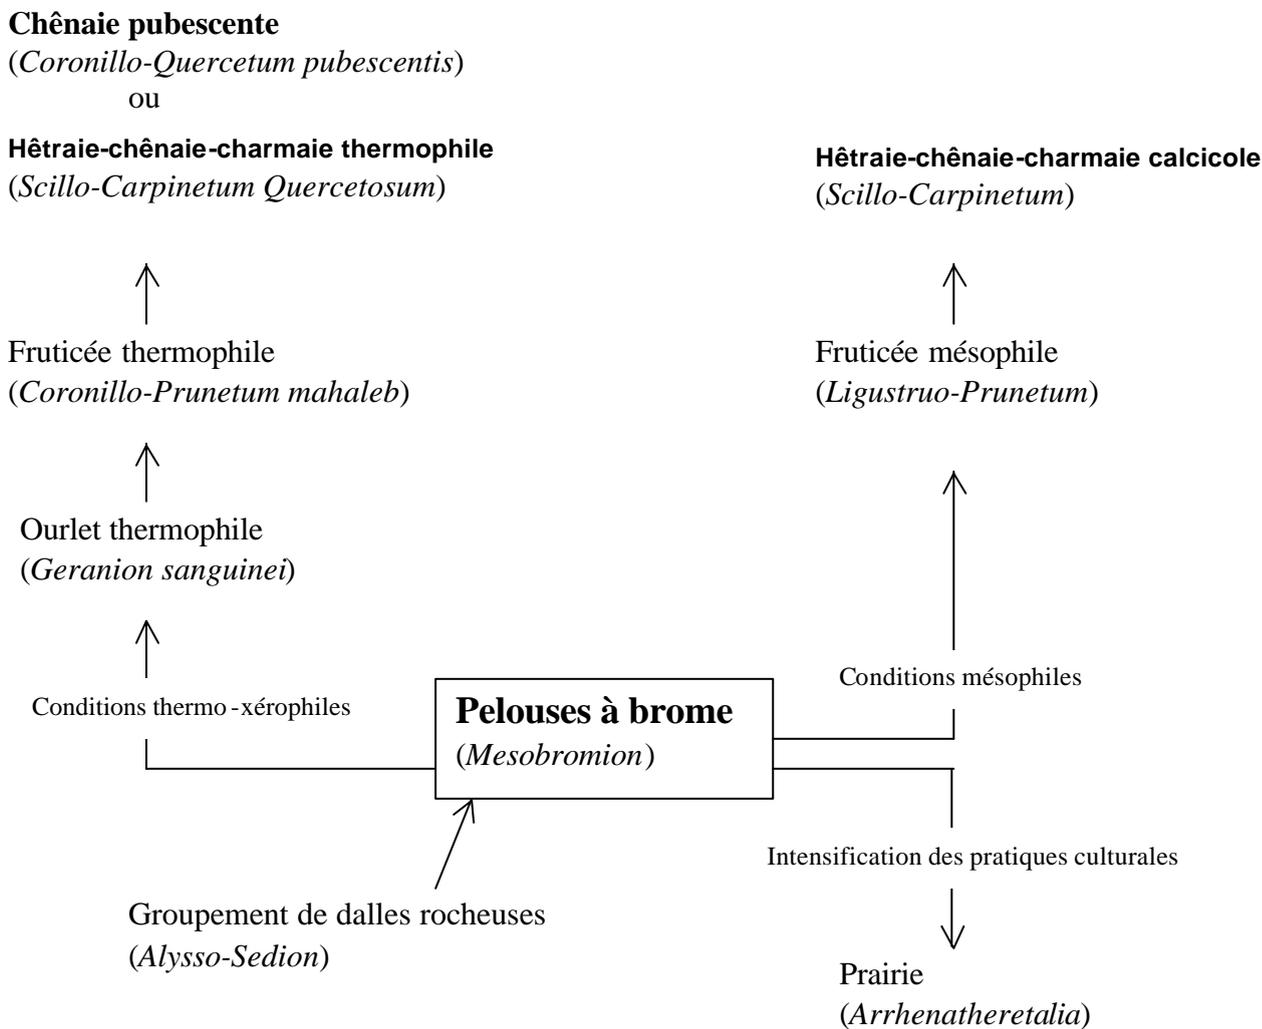 Chênaie pubescente
(Coronillo-Quercetum pubescentis)
ou
Hêtraie-chênaie-charmaie thermophile
(Scillo-Carpinetum Quercetosum)
Hêtraie-chênaie-charmaie calcicole
(Scillo-Carpinetum)
Fruticée thermophile
(Coronillo-Prunetum mahaleb)
Fruticée mésophile
(Ligustruo-Prunetum)
Ourlet thermophile
(Geranion sanguinei)
Conditions thermo-xérophiles
Pelouses à brome
(Mesobromion)
Conditions mésophiles
Intensification des pratiques culturales
Groupement de dalles rocheuses
(Alysso-Sedion)
Prairie
(Arrhenatheretalia)